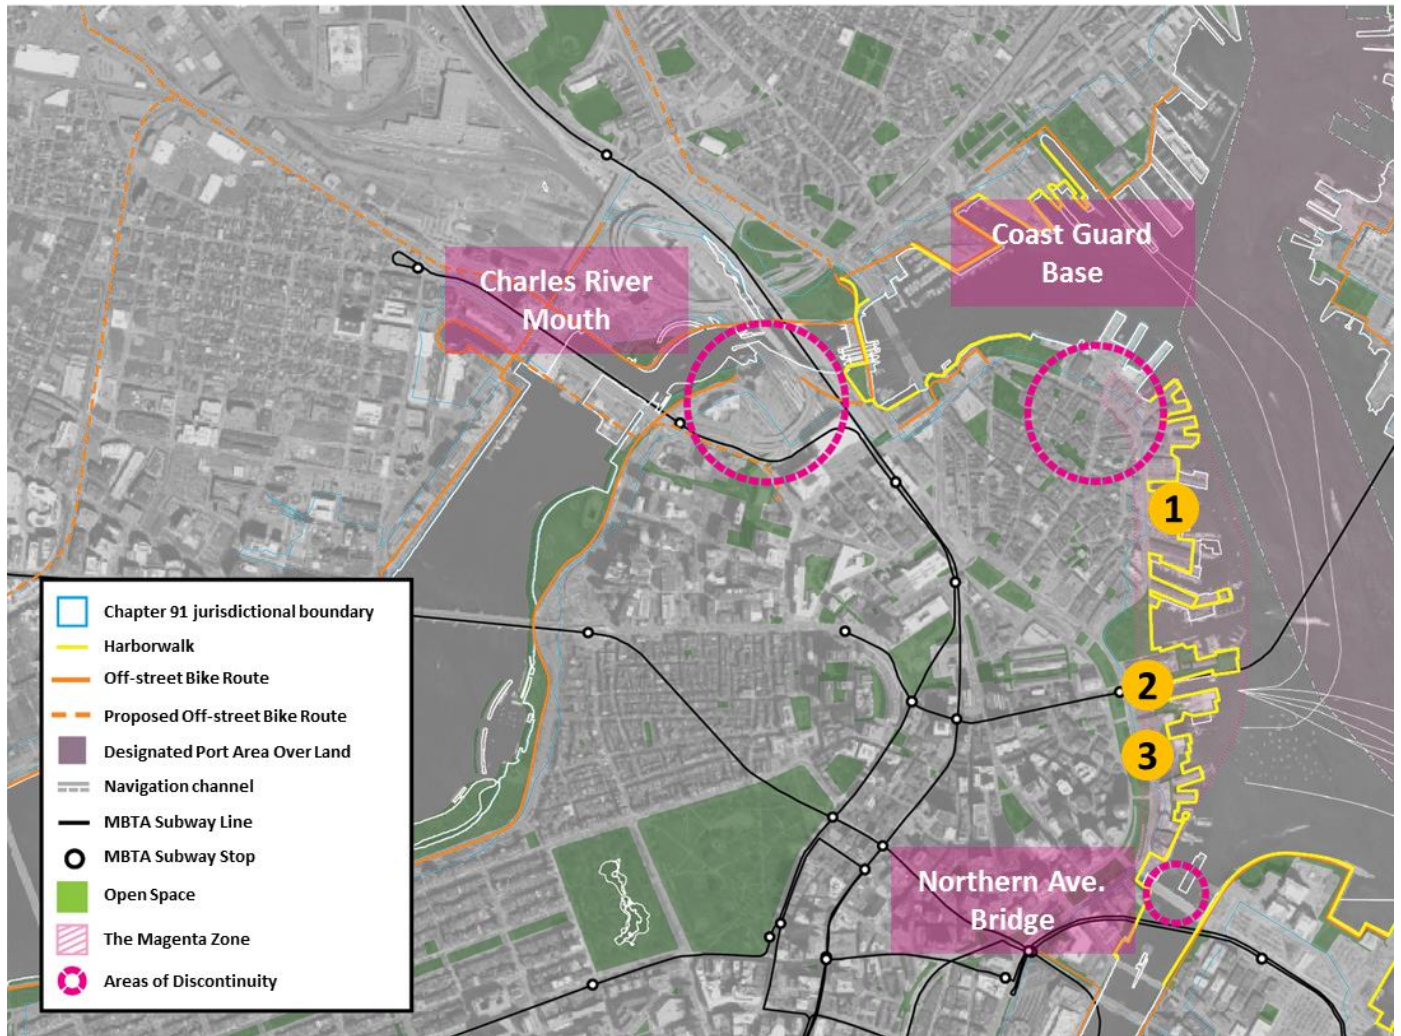 Coast Guard
Base
Charles River
Mouth
1
2
3
Northern Ave.
Bridge
Chapter 91 jurisdictional boundary
Harborwalk
Off-street Bike Route
Proposed Off-street Bike Route
Designated Port Area Over Land
Navigation channel
MBTA Subway Line
MBTA Subway Stop
Open Space
The Magenta Zone
Areas of Discontinuity